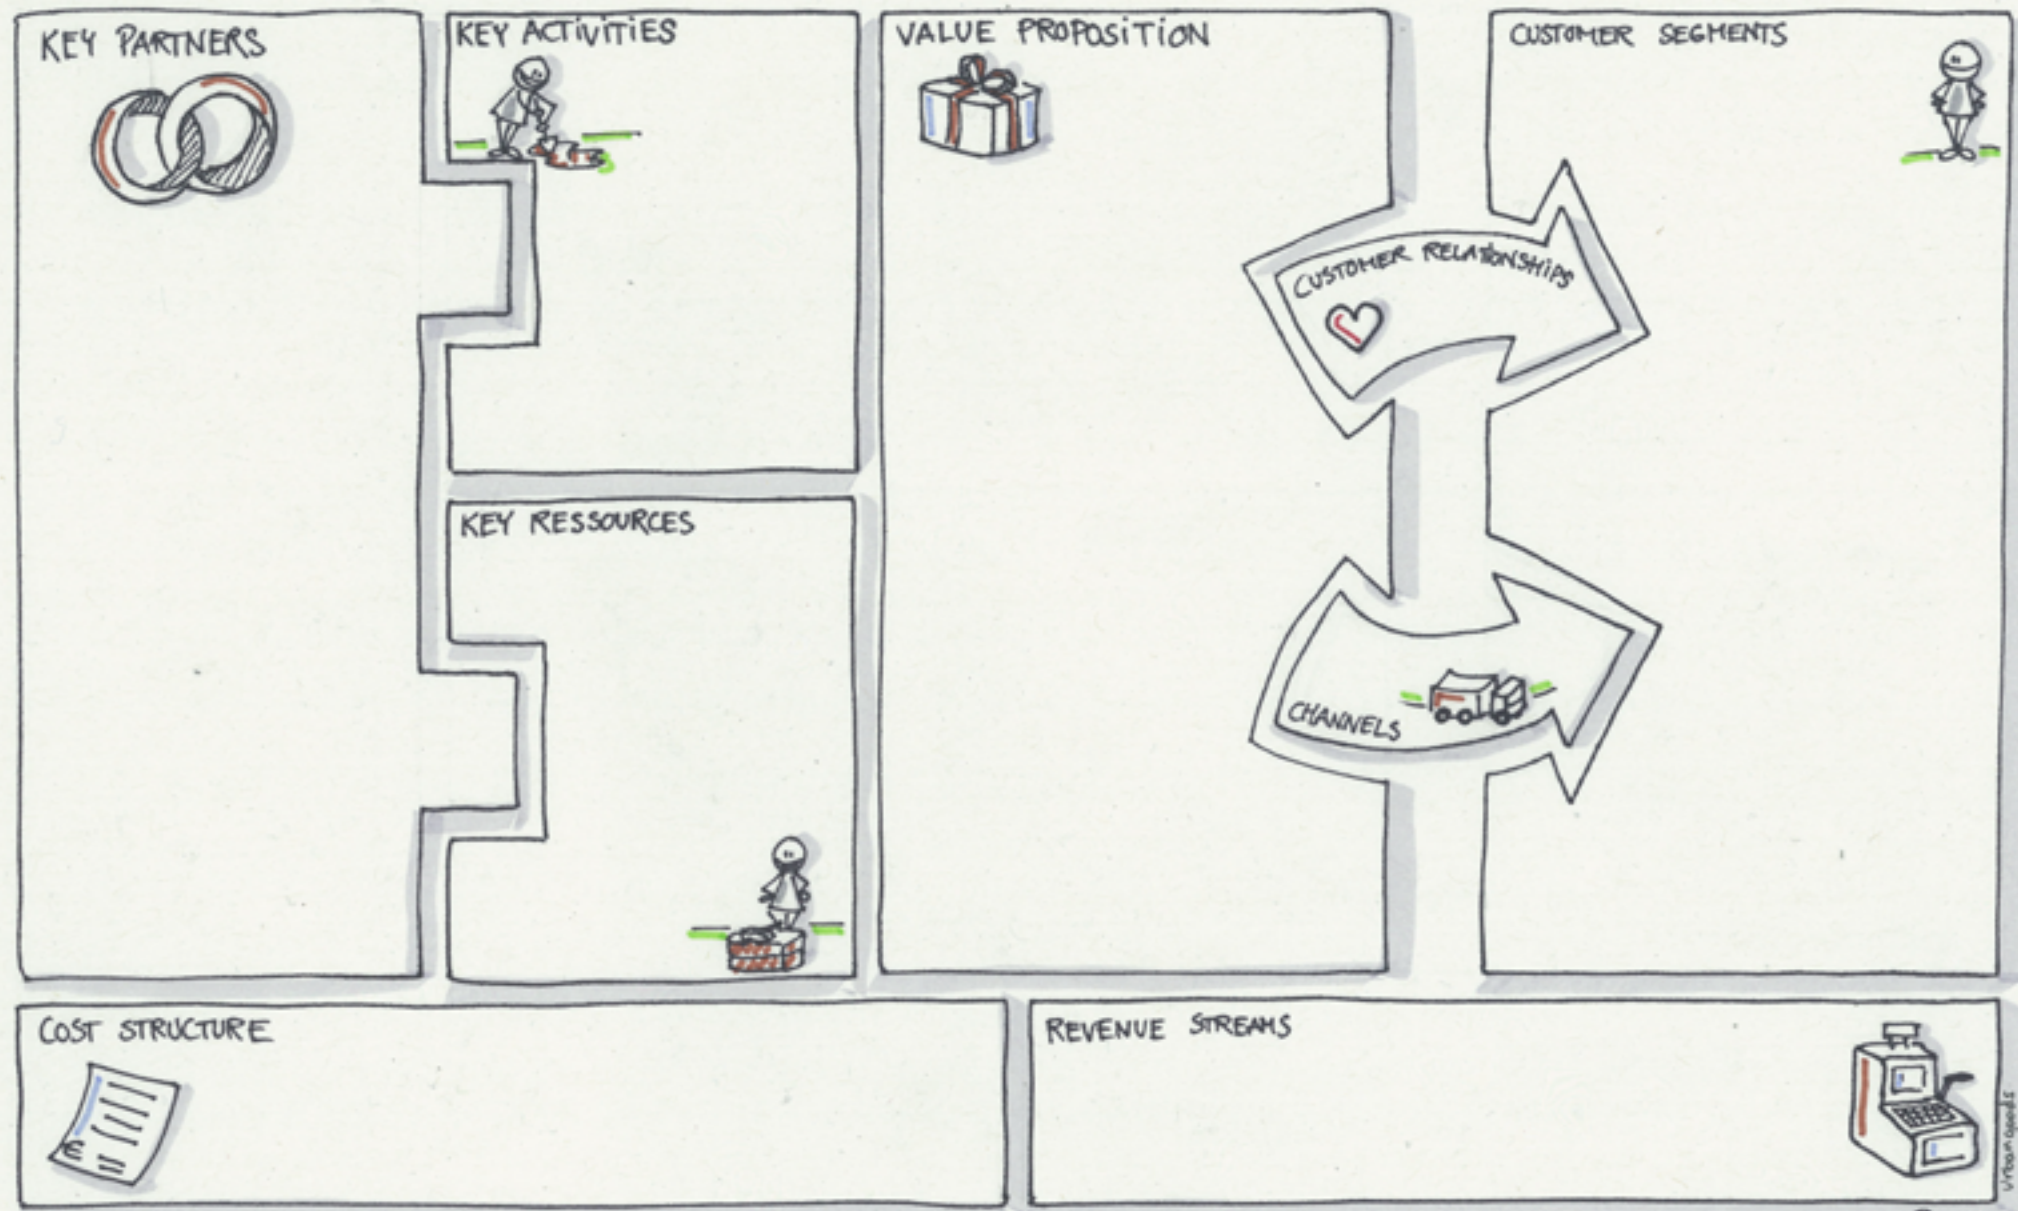 KEY PARTNERS
KEY ACTiViTiES
VALUE PROPOSiTiON
CUSTOMER SEGMENTS
CUSTOMER RELATiONSHiPS
KEY RESSOURCES
CHANNELS
COST STRUCTURE
€
REVENUE STREAMS